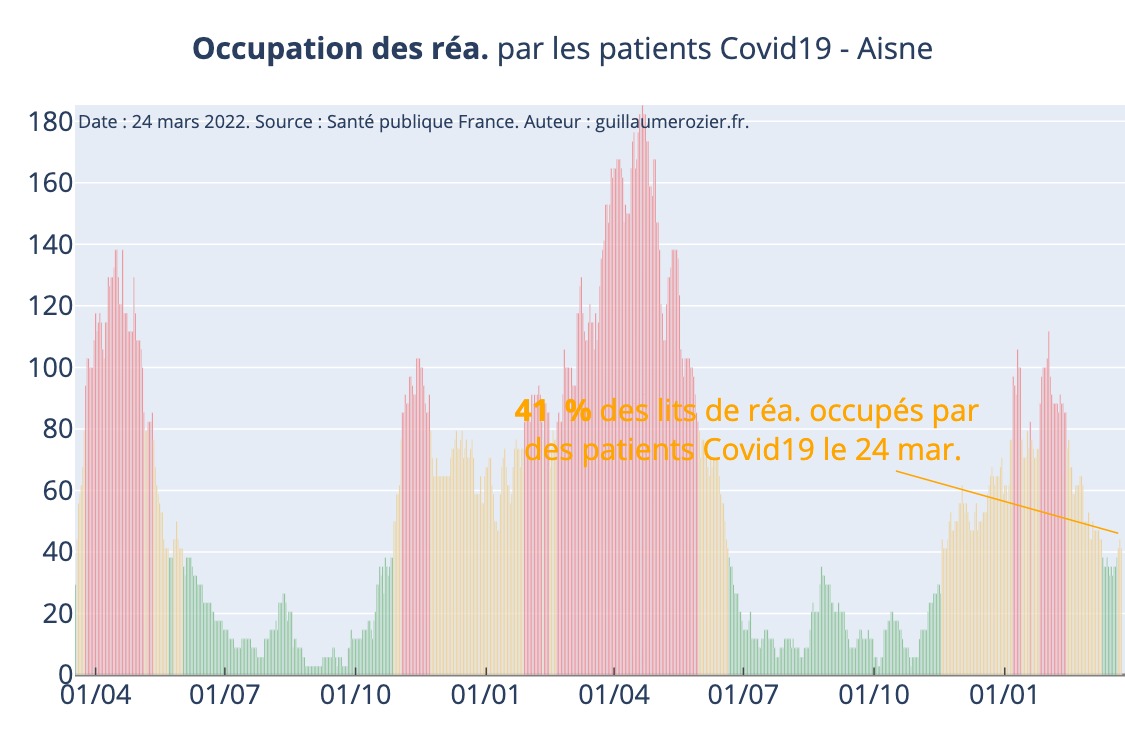 Occupation des réa. par les patients Covid19 - Aisne
180
Date : 24 mars 2022. Source : Santé publique France. Auteur : guillaumerozier.fr.
160
140
120
100
80
60
40
20
0
41 % des lits de réa. occupés par
des patients Covid19 le 24 mar.
01/04 01/07 01/10 01/01 01/04 01/07 01/10 01/01